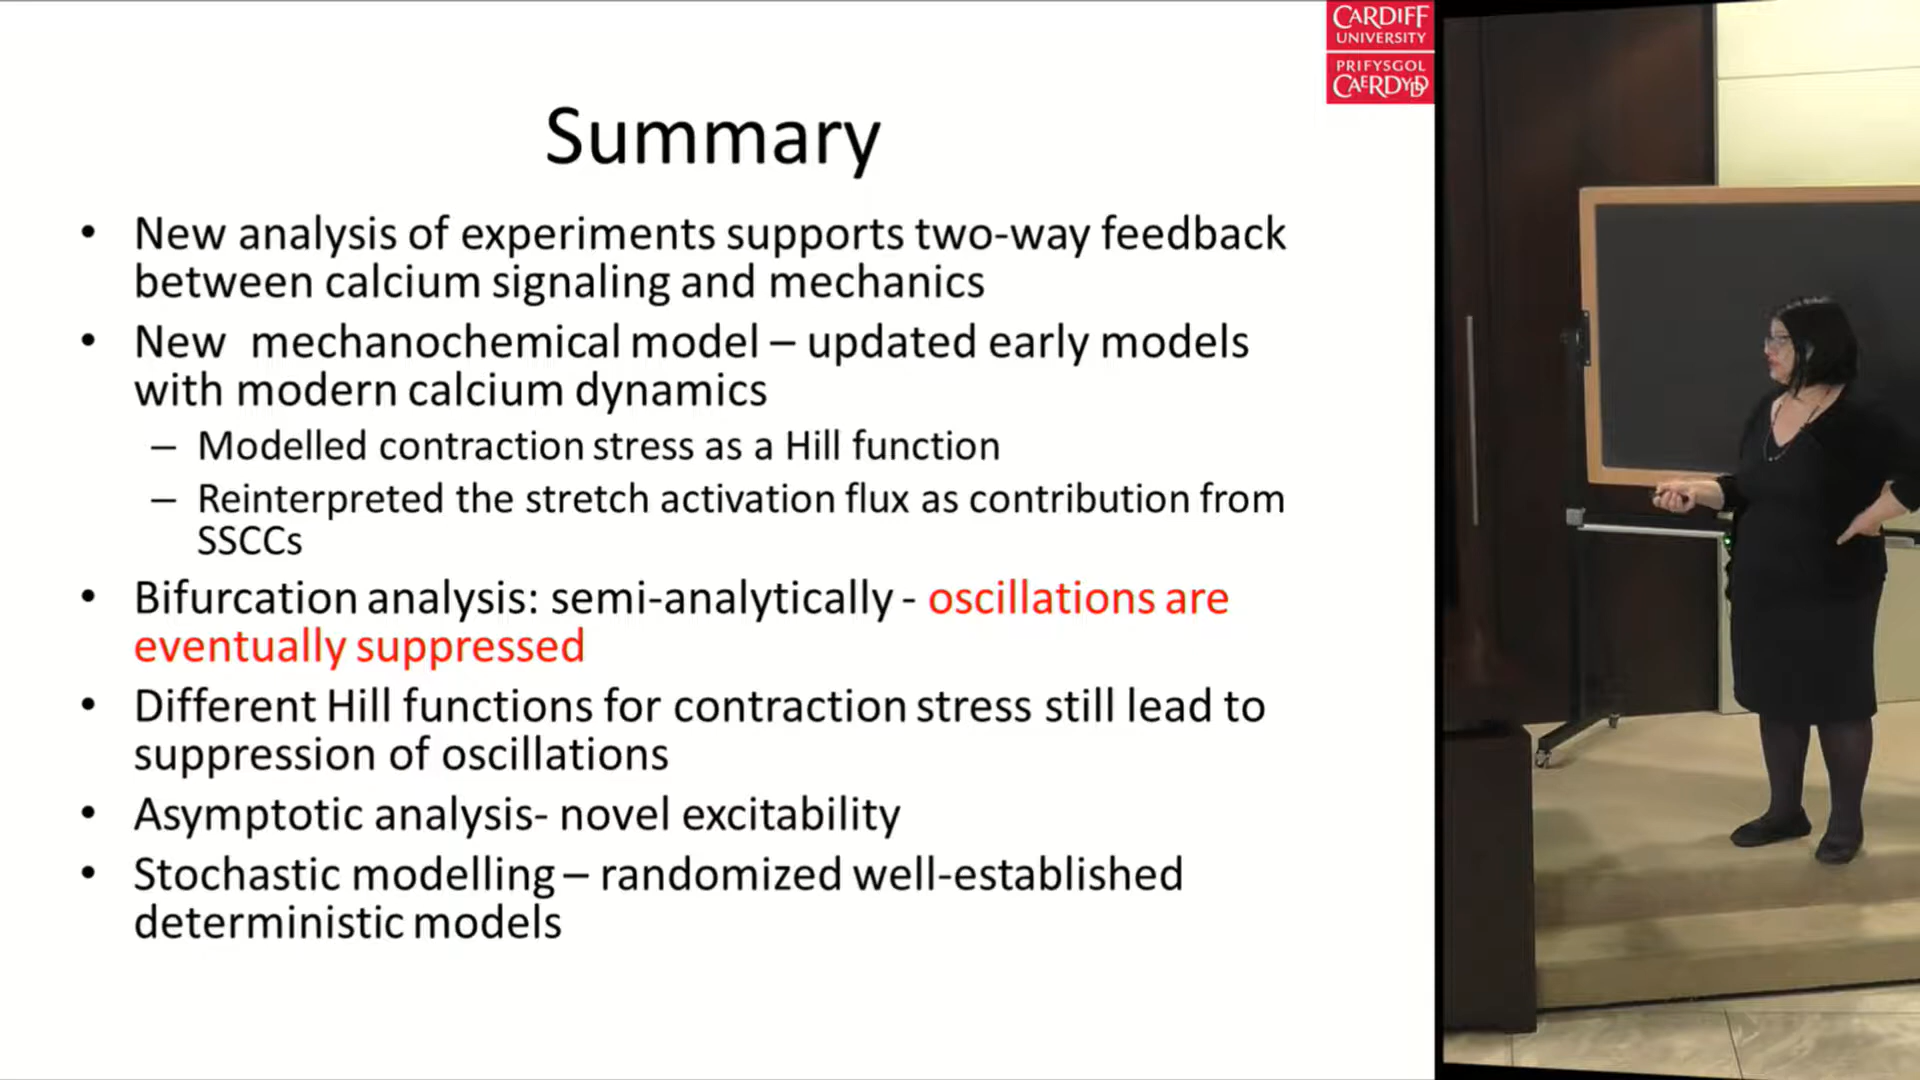 CARDIFF
UNIVERSITY
PRIFYSGOL
CAERDYDD
Summary
• New analysis of experiments supports two-way feedback
between calcium signaling and mechanics
• New mechanochemical model – updated early models
with modern calcium dynamics
– Modelled contraction stress as a Hill function
– Reinterpreted the stretch activation flux as contribution from
SSCCs
• Bifurcation analysis: semi-analytically - oscillations are
eventually suppressed
• Different Hill functions for contraction stress still lead to
suppression of oscillations
• Asymptotic analysis- novel excitability
• Stochastic modelling – randomized well-established
deterministic models